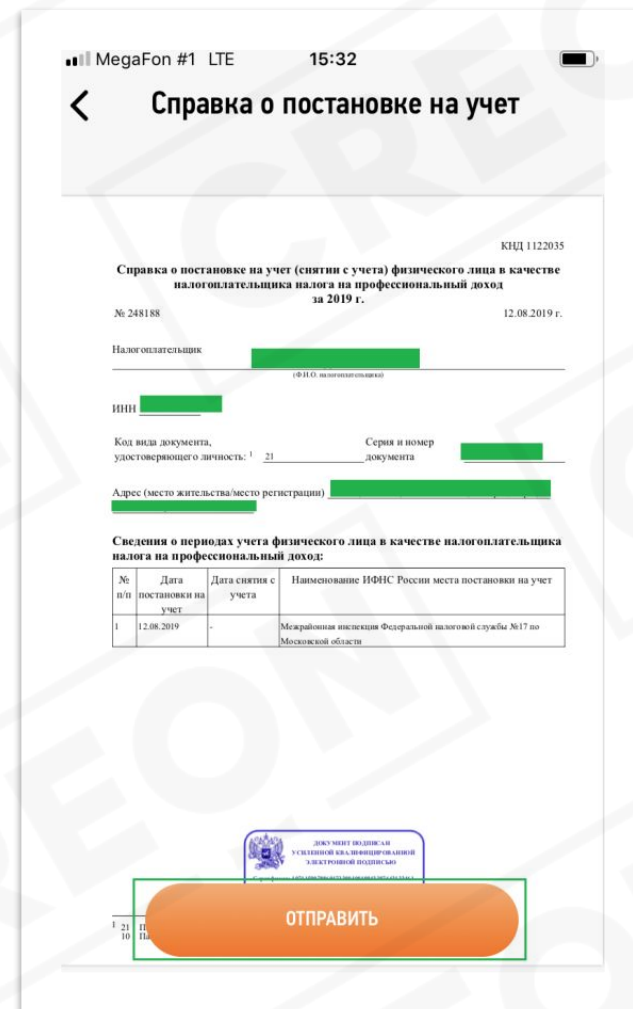 MegaFon #1 LTE 15:32
Справка о постановке на учет
КНД 1122035
Справка о постановке на учет (снятии с учета) физического лица в качестве
налогоплательщика налога на профессиональный доход
за 2019 г.
№ 248188 12.08.2019 г.
Налогоплательщик
(Ф.И.О. налогоплательщика)
ИНН
Код вида документа,
удостоверяющего личность: 1 21
Серия и номер
документа
Адрес (место жительства/место регистрации)
Сведения о периодах учета физического лица в качестве налогоплательщика
налога на профессиональный доход:
№ п/п
Дата постановки на учет
Дата снятия с учета
Наименование ИФНС России места постановки на учет
1 12.08.2019 - Межрайонная инспекция Федеральной налоговой службы №17 по
Московской области
ДОКУМЕНТ ПОДПИСАН
УСИЛЕННОЙ КВАЛИФИЦИРОВАННОЙ
ЭЛЕКТРОННОЙ ПОДПИСЬЮ
ОТПРАВИТЬ
1 21
10
CREON